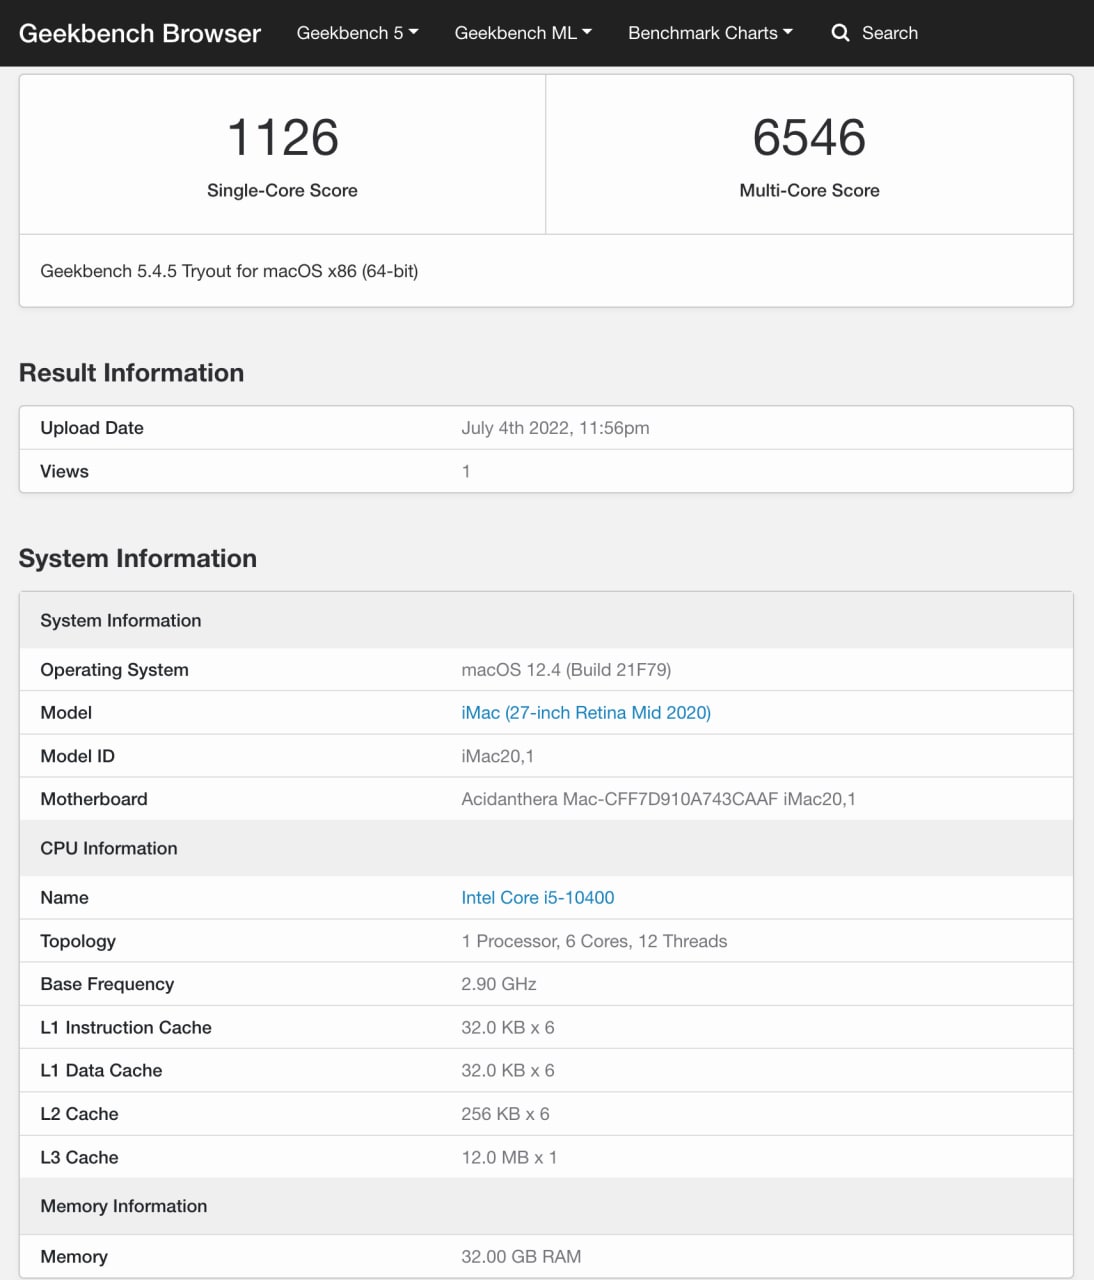 Geekbench Browser Geekbench 5 Geekbench ML Benchmark Charts Search
1126 6546
Single-Core Score Multi-Core Score
Geekbench 5.4.5 Tryout for macOS x86 (64-bit)
Result Information
Upload Date July 4th 2022, 11:56pm
Views 1
System Information
System Information
Operating System macOS 12.4 (Build 21F79)
Model iMac (27-inch Retina Mid 2020)
Model ID iMac20,1
Motherboard Acidanthera Mac-CFF7D910A743CAAF iMac20,1
CPU Information
Name Intel Core i5-10400
Topology 1 Processor, 6 Cores, 12 Threads
Base Frequency 2.90 GHz
L1 Instruction Cache 32.0 KB x 6
L1 Data Cache 32.0 KB x 6
L2 Cache 256 KB x 6
L3 Cache 12.0 MB x 1
Memory Information
Memory 32.00 GB RAM